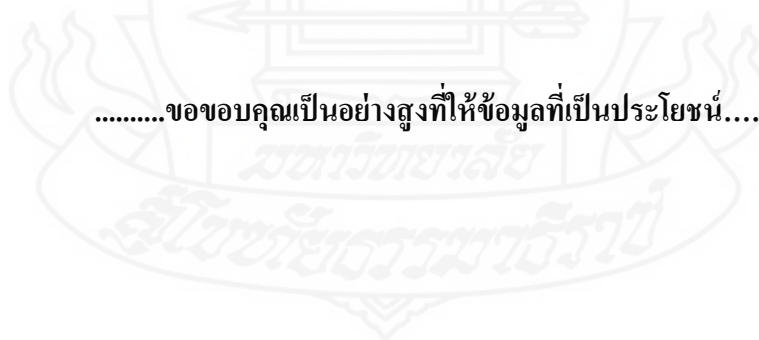 ..........ขอขอบคุณเป็นอย่างสูงที่ให้ข้อมูลที่เป็นประโยชน์....
มหาวิทยาลัย
สุโขทัยธรรมาธิราช